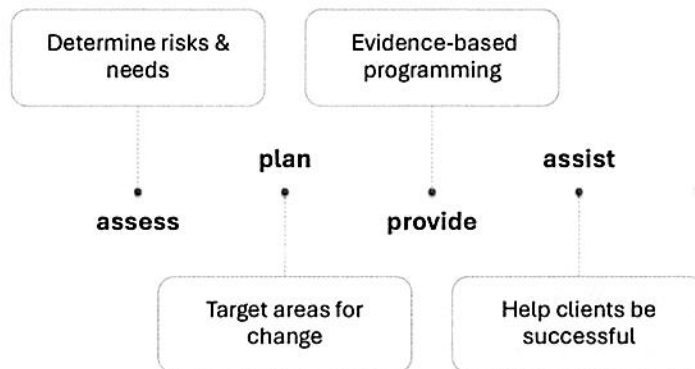 Determine risks &
needs
Evidence-based
programming
plan
assist
assess
provide
Target areas for
change
Help clients be
successful